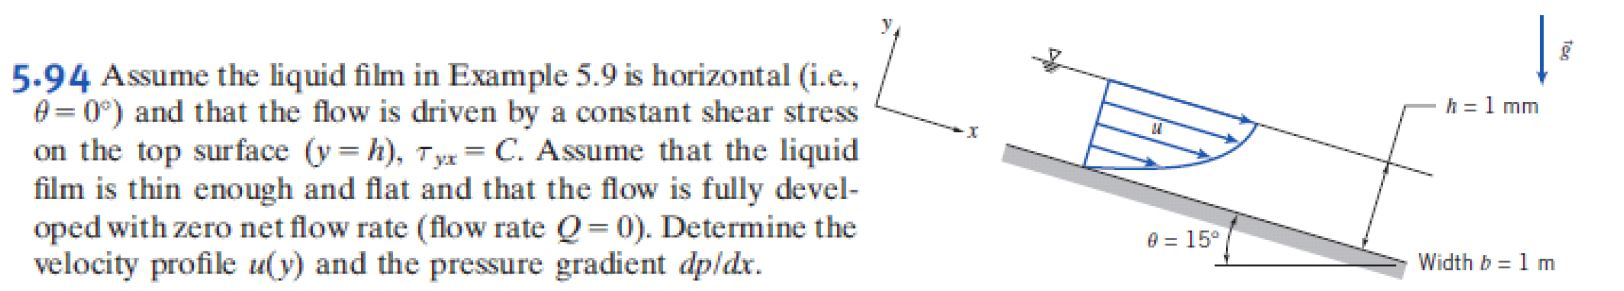 5.94 Assume the liquid film in Example 5.9 is horizontal (i.e.,
θ = 0°) and that the flow is driven by a constant shear stress
on the top surface (y = h), τyx = C. Assume that the liquid
film is thin enough and flat and that the flow is fully devel-
oped with zero net flow rate (flow rate Q = 0). Determine the
velocity profile u(y) and the pressure gradient dp/dx.
y
g⃗
h = 1 mm
u
x
θ = 15°
Width b = 1 m